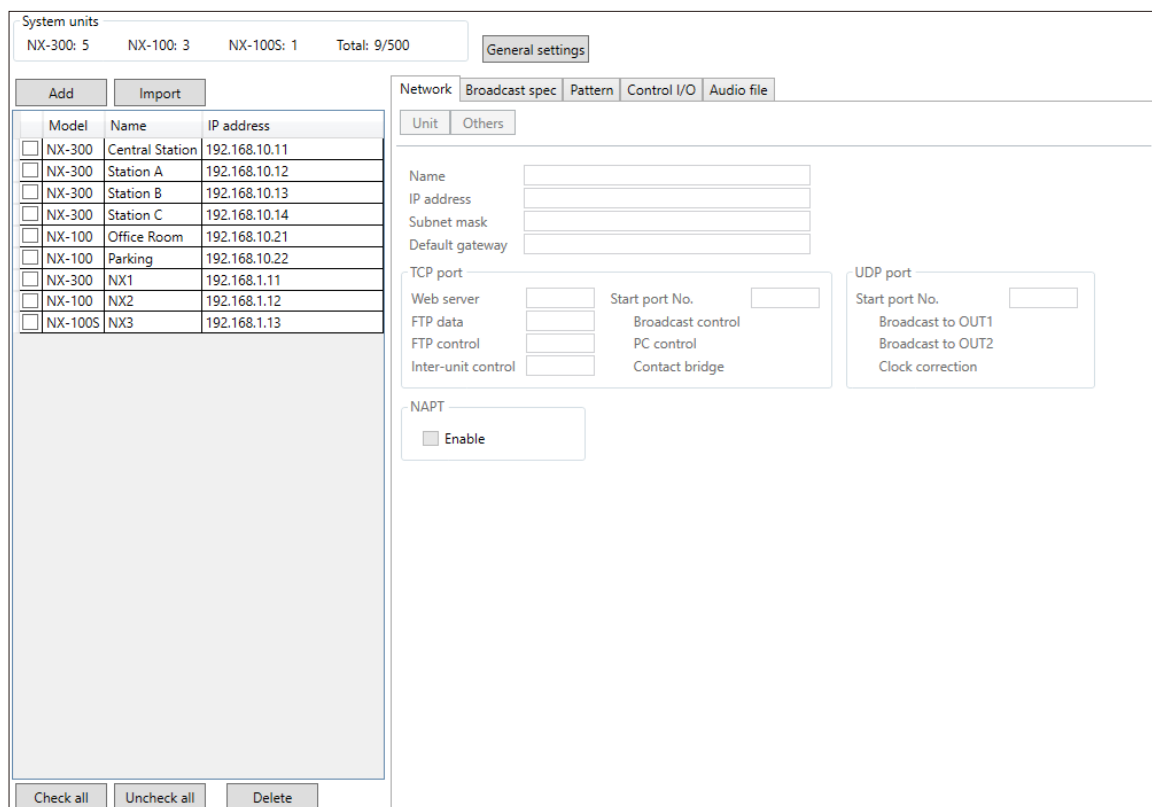 System units
NX-300: 5 NX-100: 3 NX-100S: 1 Total: 9/500
General settings
Add Import
Model Name IP address
NX-300 Central Station 192.168.10.11
NX-300 Station A 192.168.10.12
NX-300 Station B 192.168.10.13
NX-300 Station C 192.168.10.14
NX-100 Office Room 192.168.10.21
NX-100 Parking 192.168.10.22
NX-300 NX1 192.168.1.11
NX-100 NX2 192.168.1.12
NX-100S NX3 192.168.1.13
Check all Uncheck all Delete
Network Broadcast spec Pattern Control I/O Audio file
Unit Others
Name
IP address
Subnet mask
Default gateway
TCP port
Web server Start port No.
FTP data Broadcast control
FTP control PC control
Inter-unit control Contact bridge
UDP port
Start port No.
Broadcast to OUT1
Broadcast to OUT2
Clock correction
NAPT
Enable